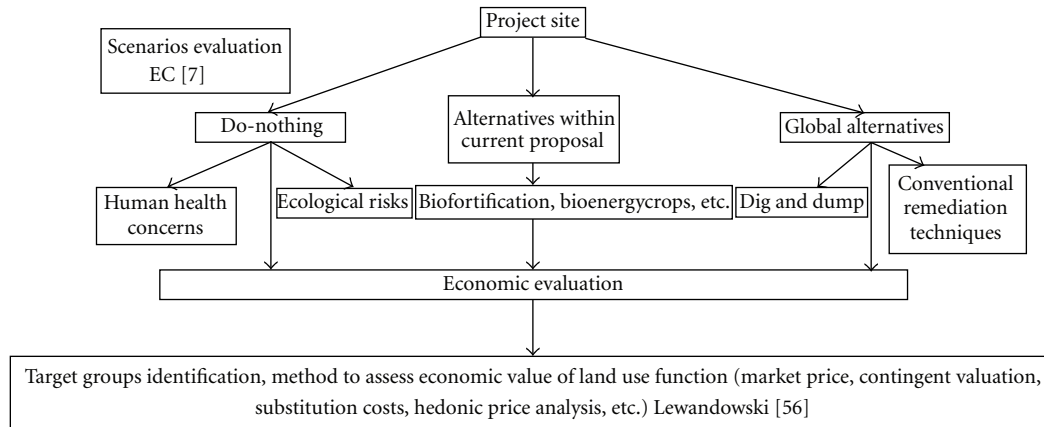 Project site
Scenarios evaluation
EC [7]
Do-nothing
Alternatives within
current proposal
Global alternatives
Human health
concerns
Ecological risks
Biofortification, bioenergycrops, etc.
Dig and dump
Conventional
remediation
techniques
Economic evaluation
Target groups identification, method to assess economic value of land use function (market price, contingent valuation,
substitution costs, hedonic price analysis, etc.) Lewandowski [56]